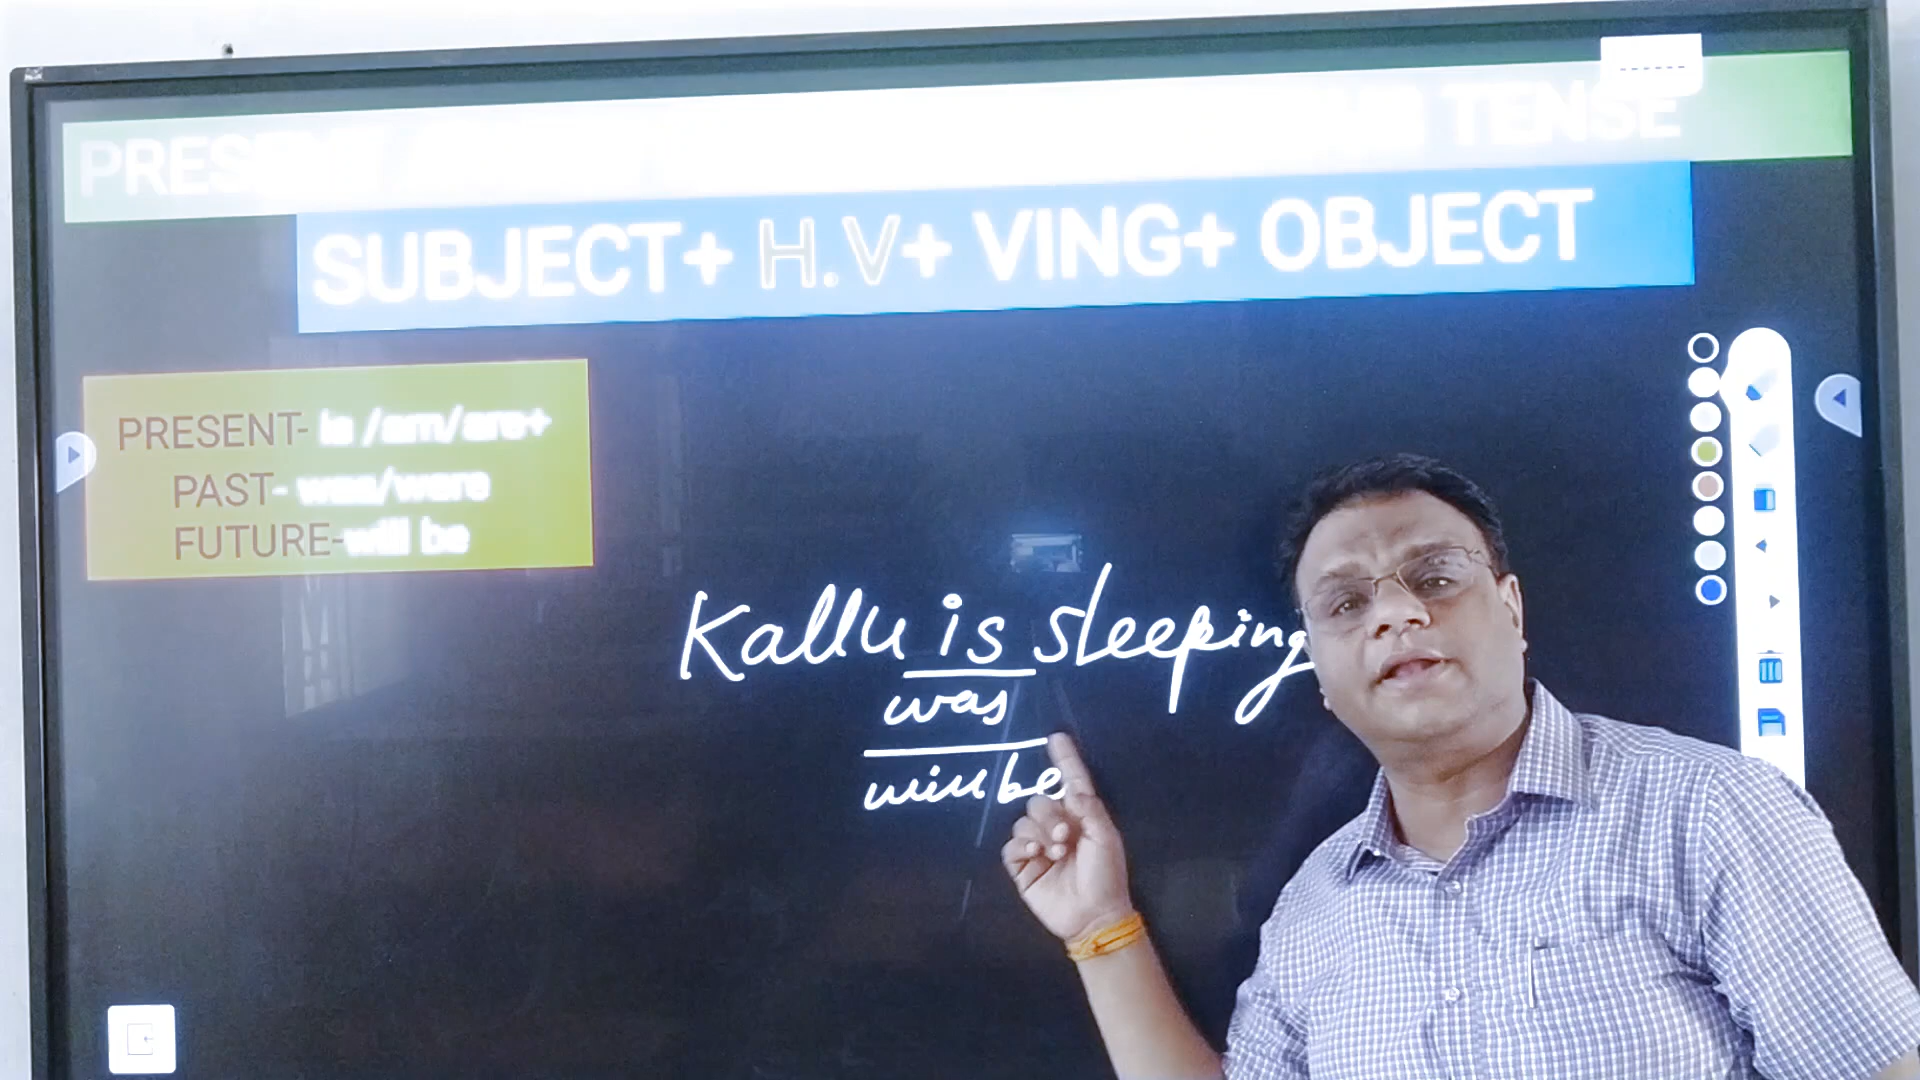 PRESENT TENSE
SUBJECT+ H.V+ VING+ OBJECT
PRESENT- is /am/are+
PAST- was/were
FUTURE-will be
Kallu is sleeping
was
will be